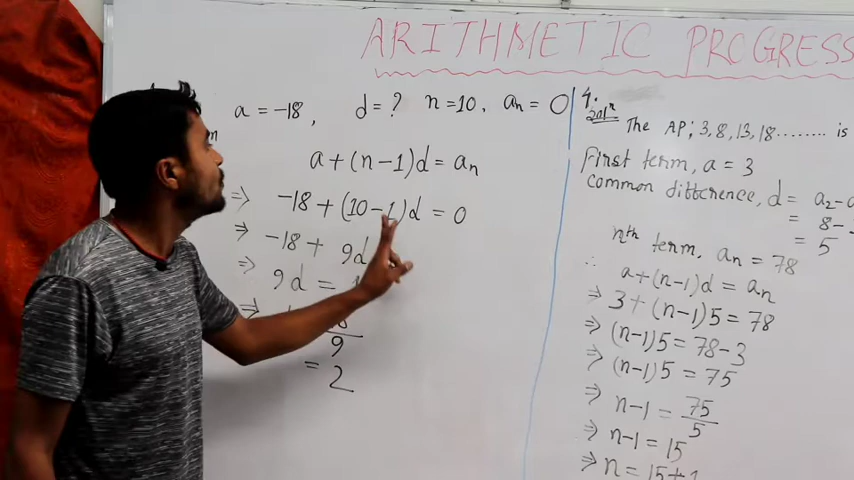 ARITHMETIC PROGRESS
a = -18, d = ? n = 10, an = 0
a + (n - 1)d = an
⇒ -18 + (10 - 1)d = 0
⇒ -18 + 9d
⇒ 9d =
⇒
9
= 2
4.
Solⁿ The AP; 3, 8, 13, 18 ........ is
First term, a = 3
common difference, d = a2 -
= 8 -
= 5
nth term, an = 78
∴ a + (n - 1)d = an
⇒ 3 + (n - 1)5 = 78
⇒ (n - 1)5 = 78 - 3
⇒ (n - 1)5 = 75
⇒ n - 1 = 75/5
⇒ n - 1 = 15
⇒ n = 15 + 1